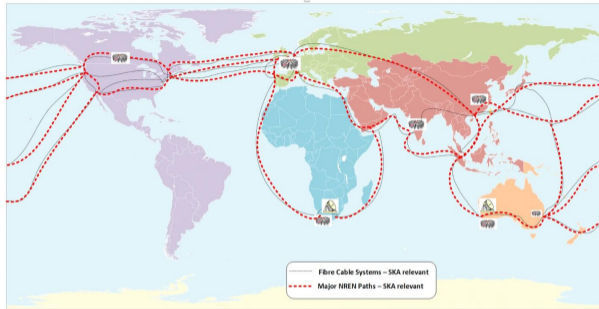 Fibre Cable Systems – SKA relevant
Major NREN Paths – SKA relevant